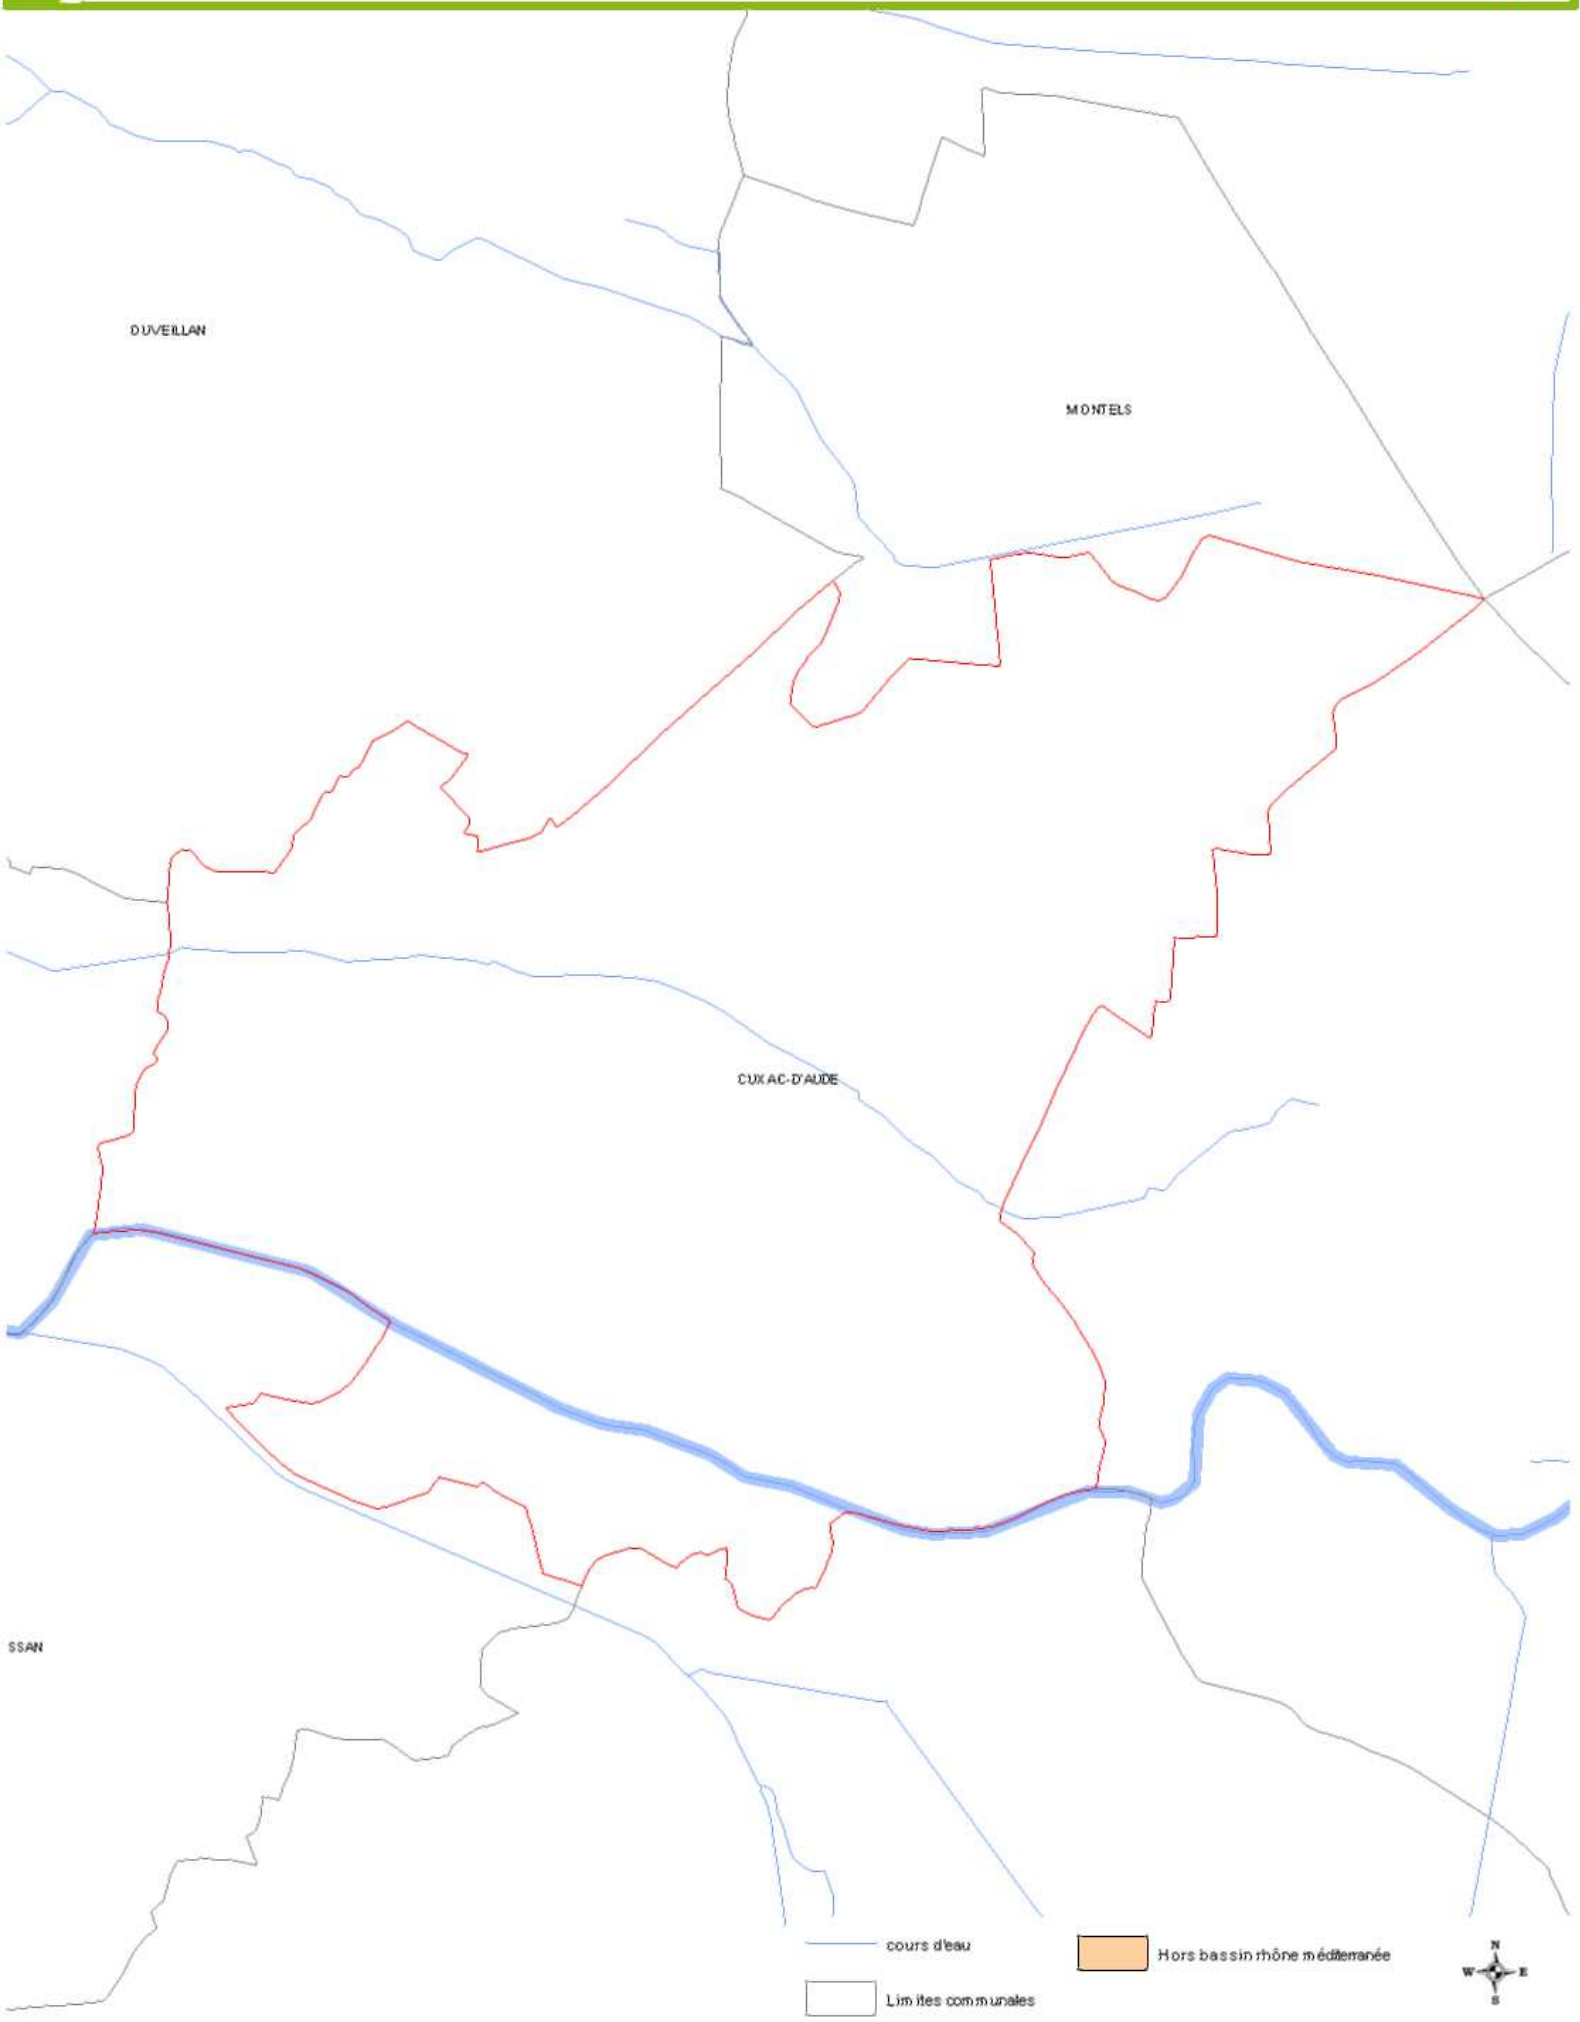 OUVEILLAN
MONTELS
CUXAC-D'AUDE
SSAN
cours d'eau
Hors bassin rhône méditerranée
Limites communales
N
W E
S